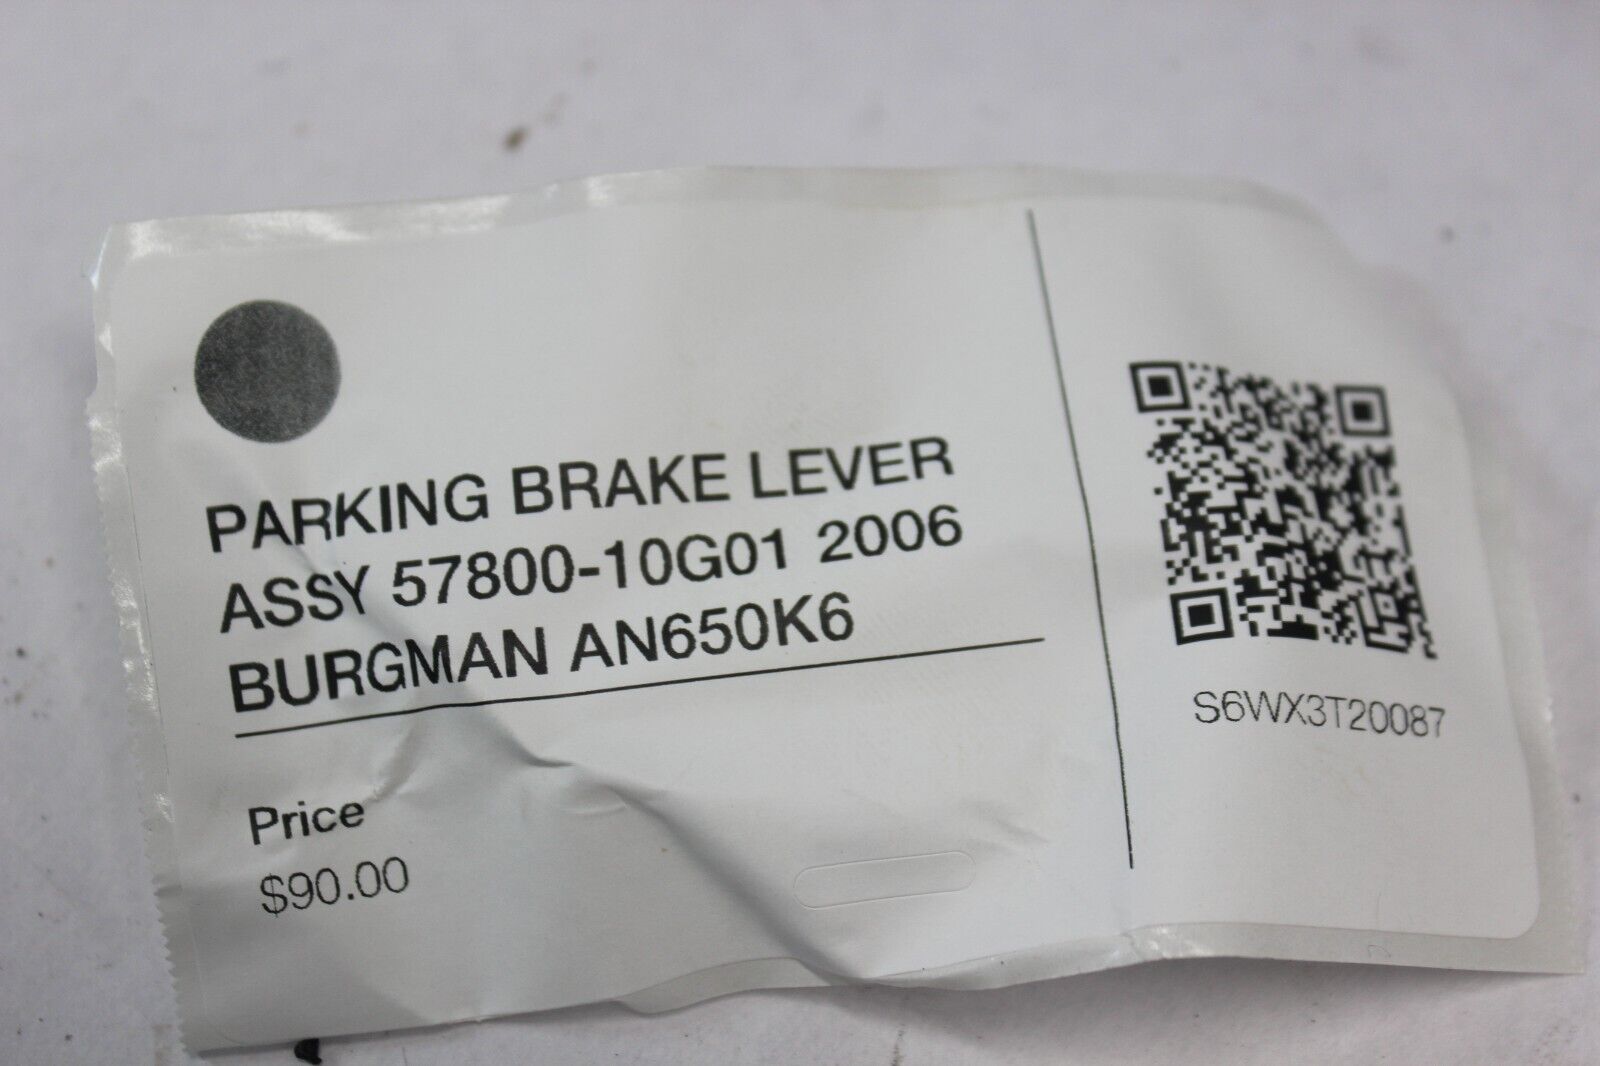 PARKING BRAKE LEVER
ASSY 57800-10G01 2006
BURGMAN AN650K6
Price
$90.00
S6WX3T20087